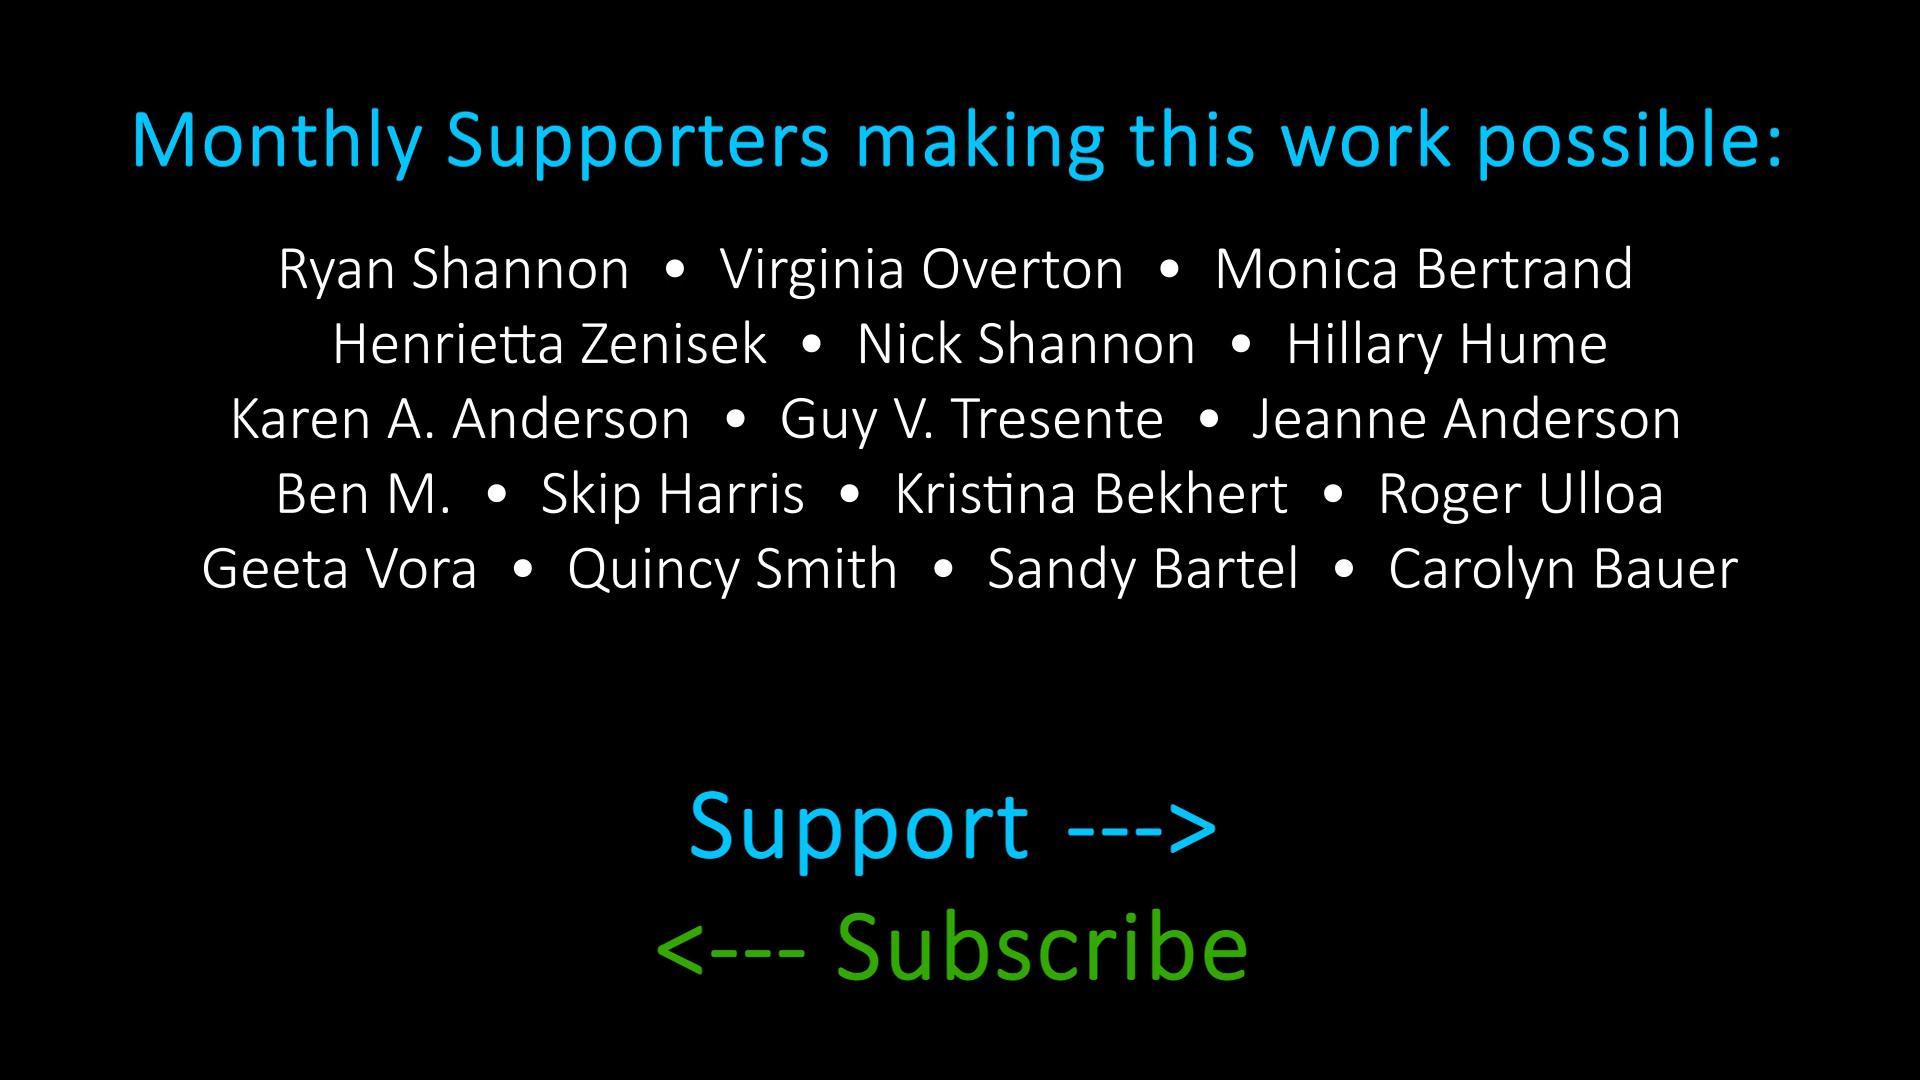 Monthly Supporters making this work possible:
Ryan Shannon • Virginia Overton • Monica Bertrand
Henrietta Zenisek • Nick Shannon • Hillary Hume
Karen A. Anderson • Guy V. Tresente • Jeanne Anderson
Ben M. • Skip Harris • Kristina Bekhert • Roger Ulloa
Geeta Vora • Quincy Smith • Sandy Bartel • Carolyn Bauer
Support --->
<--- Subscribe